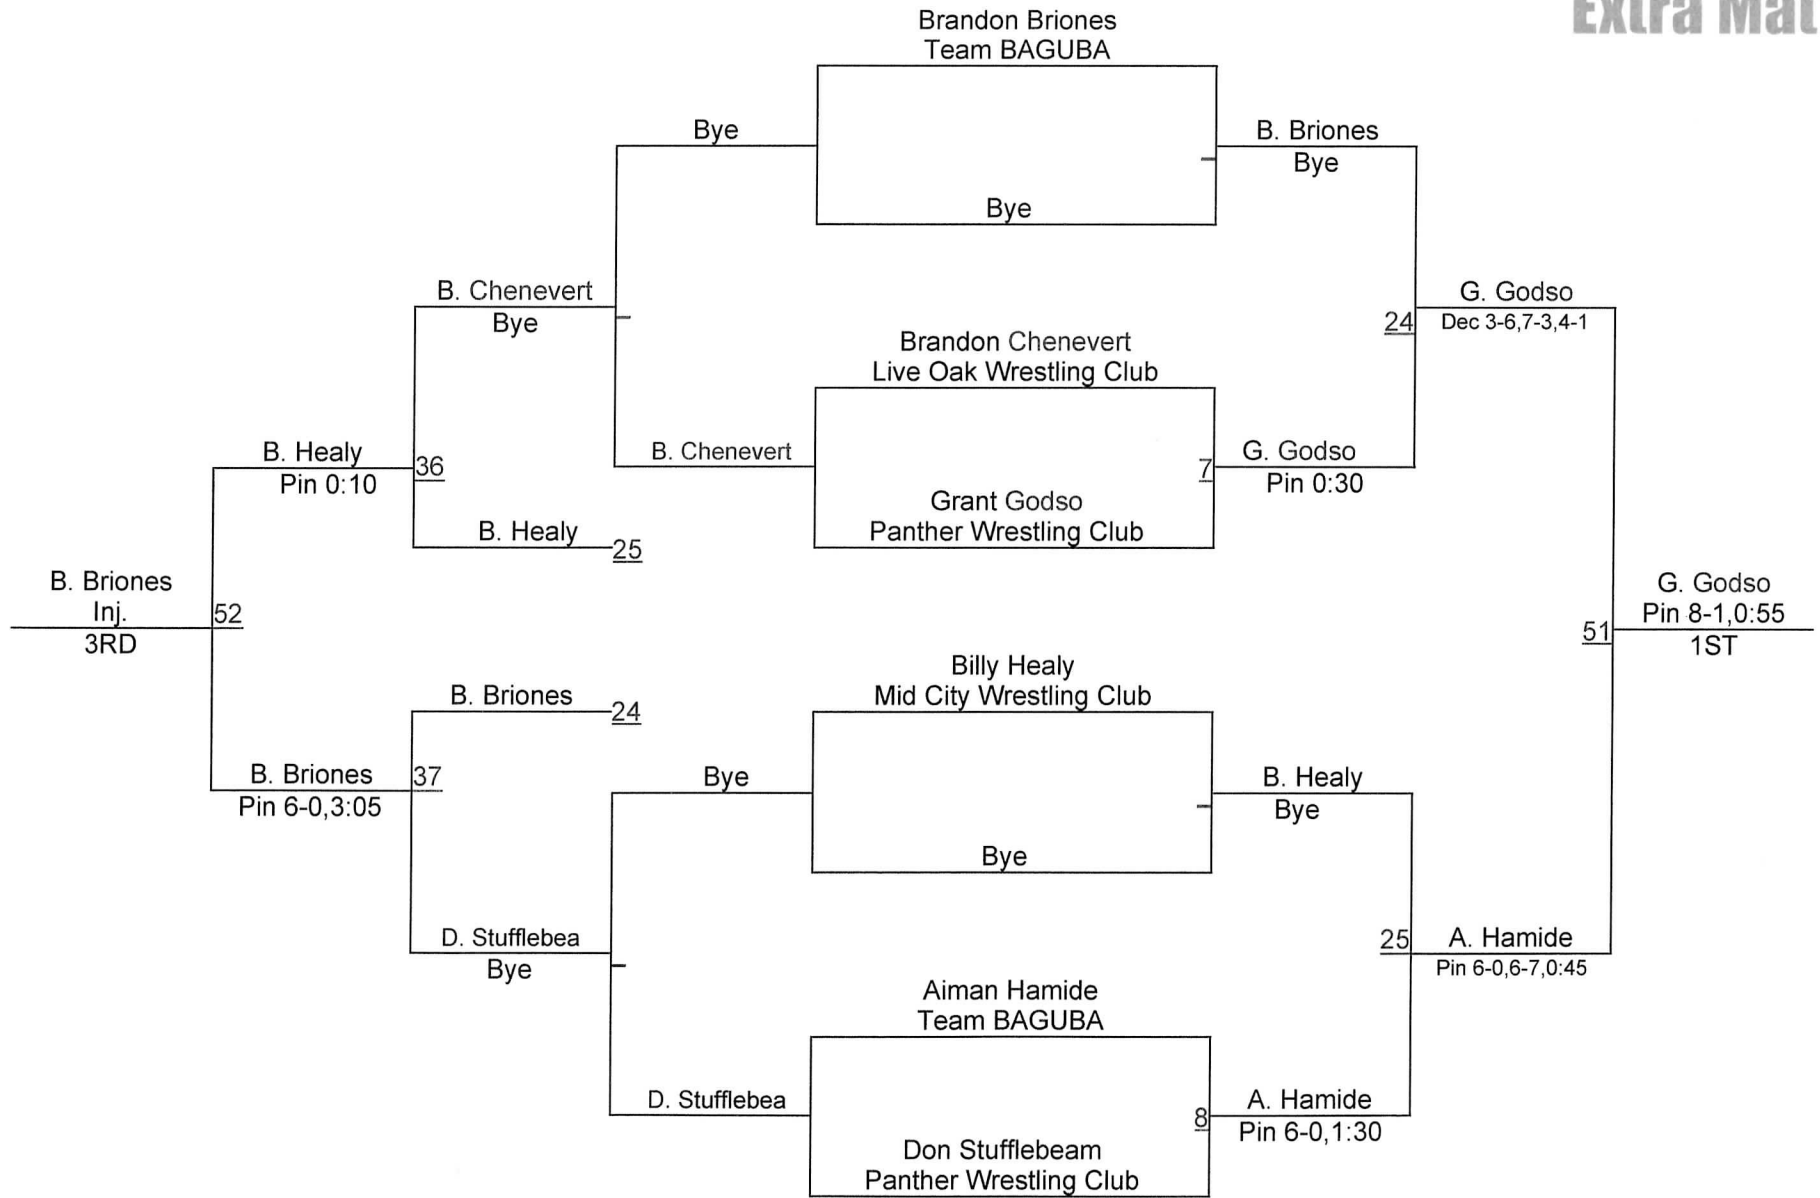 Extra Mat
Brandon Briones
Team BAGUBA
Bye
B. Briones
Bye
Bye
B. Chenevert
Bye
G. Godso
24
Dec 3-6,7-3,4-1
Brandon Chenevert
Live Oak Wrestling Club
B. Healy
36
Pin 0:10
B. Chenevert
7
G. Godso
Pin 0:30
Grant Godso
Panther Wrestling Club
B. Healy
25
B. Briones
Inj.
52
3RD
G. Godso
Pin 8-1,0:55
51
1ST
Billy Healy
Mid City Wrestling Club
B. Briones
24
B. Briones
37
Pin 6-0,3:05
Bye
B. Healy
Bye
Bye
D. Stufflebea
Bye
25
A. Hamide
Pin 6-0,6-7,0:45
Aiman Hamide
Team BAGUBA
D. Stufflebea
8
A. Hamide
Pin 6-0,1:30
Don Stufflebeam
Panther Wrestling Club